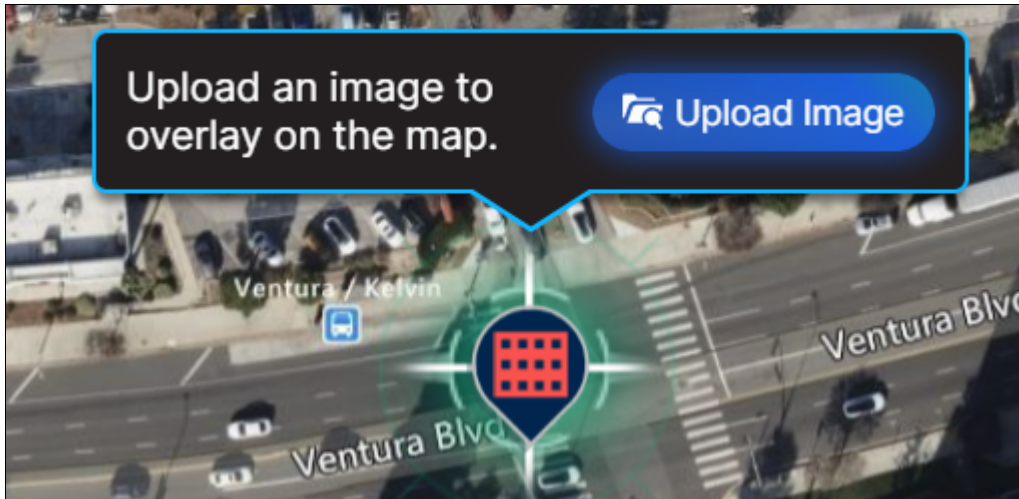 Upload an image to
overlay on the map.
Upload Image
Ventura / Kelvin
Ventura Blvd
Ventura Blvd